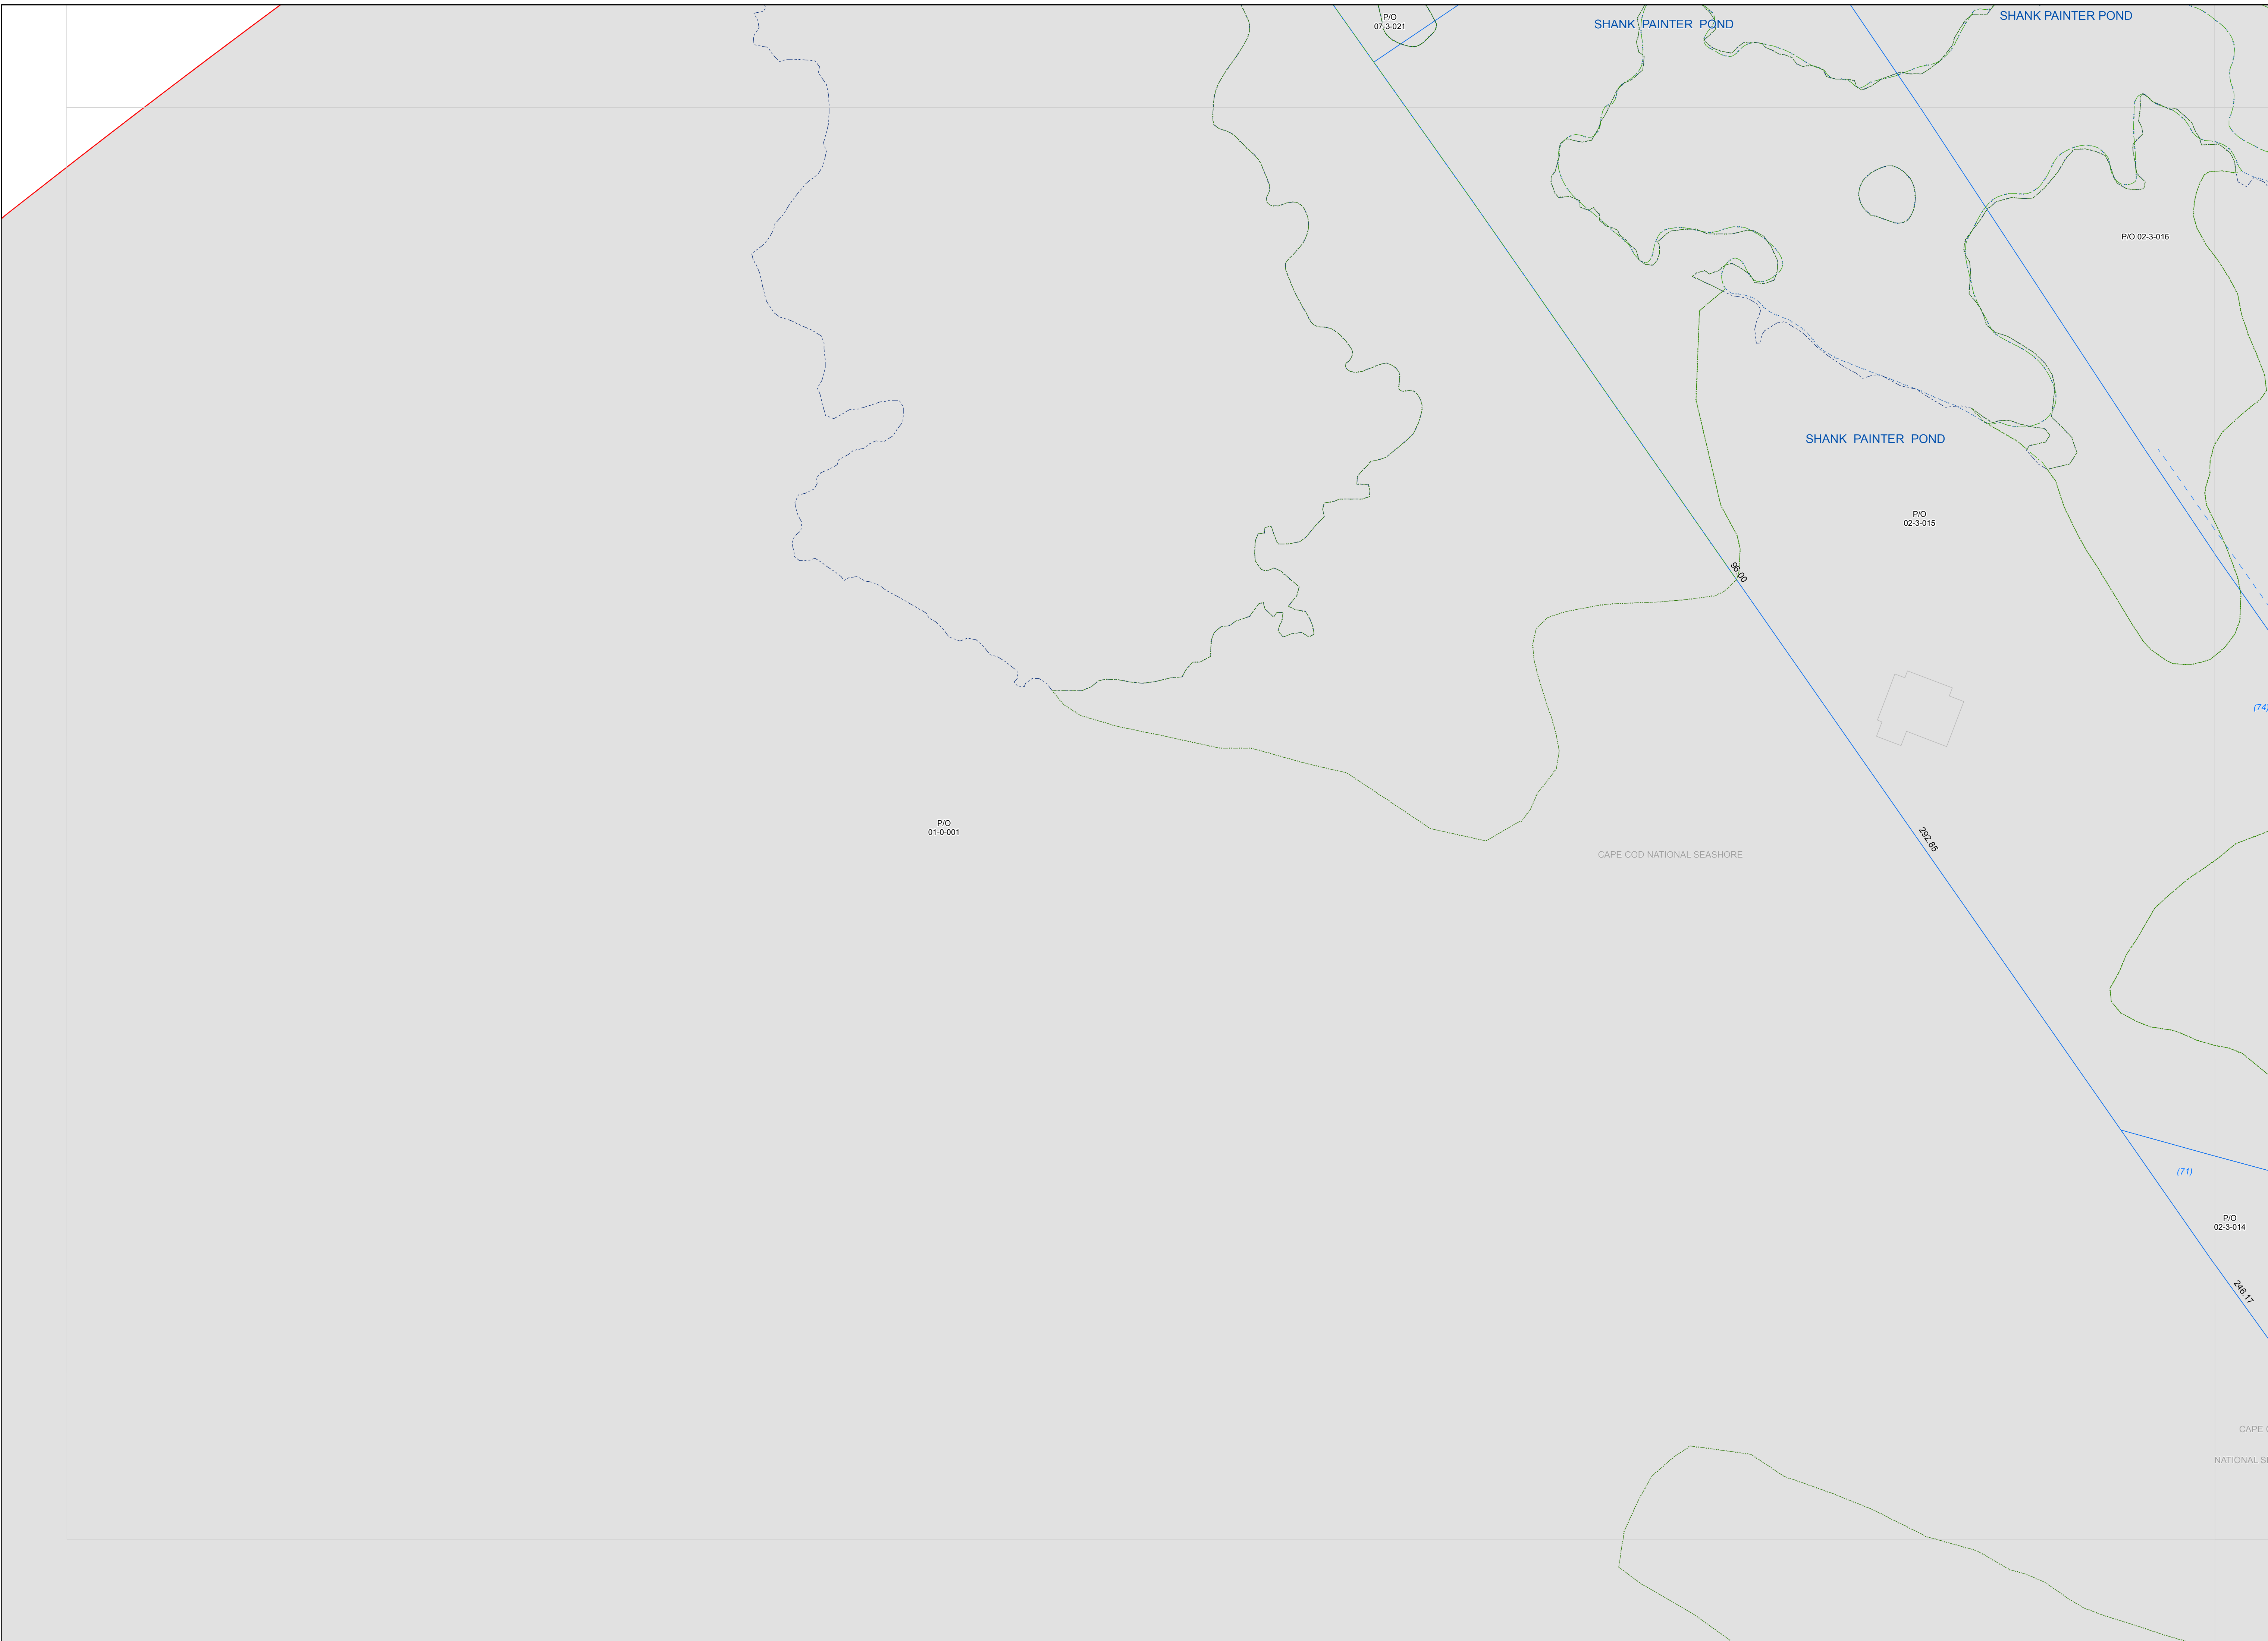 SHANK PAINTER POND
P/O
07-3-021
SHANK PAINTER POND
P/O 02-3-016
SHANK PAINTER POND
P/O
02-3-015
96.00
(74)
P/O
01-0-001
292.85
CAPE COD NATIONAL SEASHORE
(71)
P/O
02-3-014
246.17
CAPE
NATIONAL